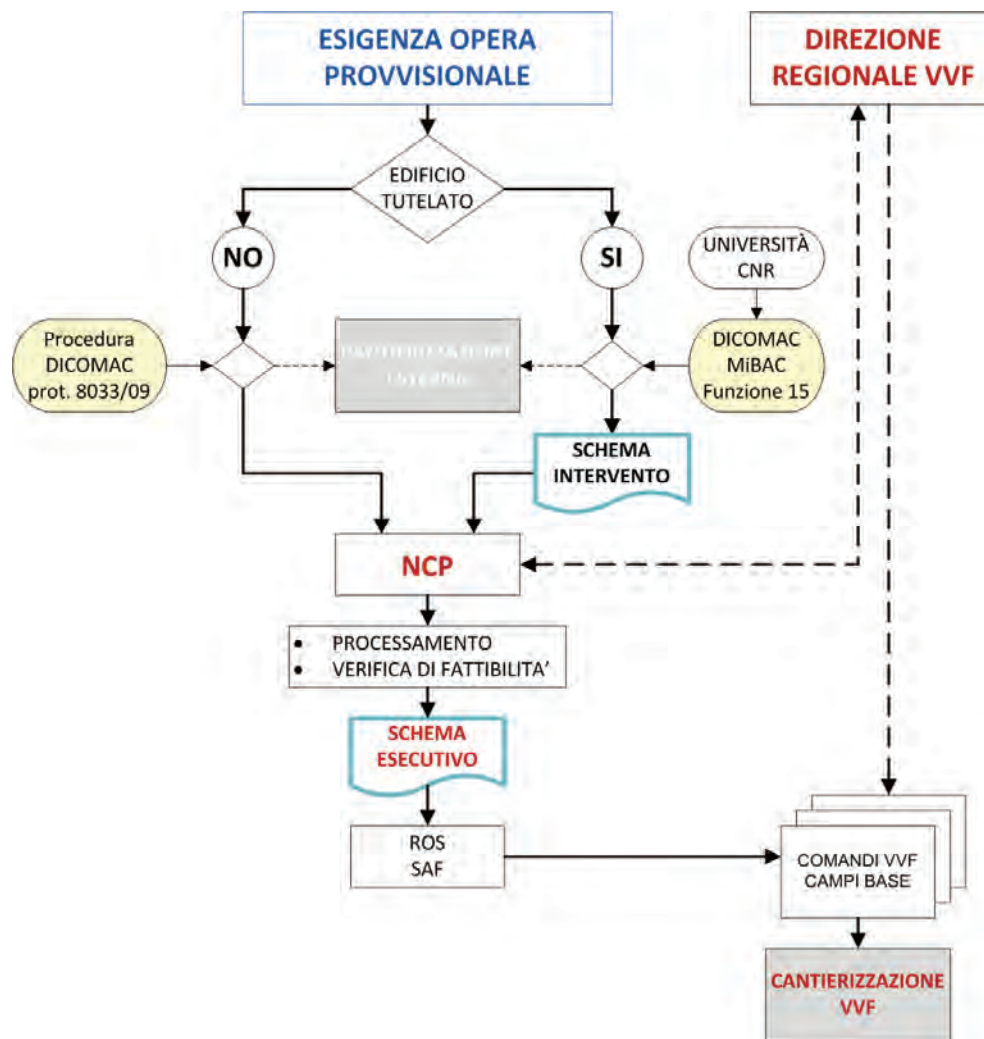 ESIGENZA OPERA
PROVVISIONALE
DIREZIONE
REGIONALE VVF
EDIFICIO
TUTELATO
NO
SI
UNIVERSITÀ
CNR
Procedura
DICOMAC
prot. 8033/09
DICOMAC
MiBAC
Funzione 15
SCHEMA
INTERVENTO
NCP
• PROCESSAMENTO
• VERIFICA DI FATTIBILITA’
SCHEMA
ESECUTIVO
ROS
SAF
COMANDI VVF
CAMPI BASE
CANTIERIZZAZIONE
VVF